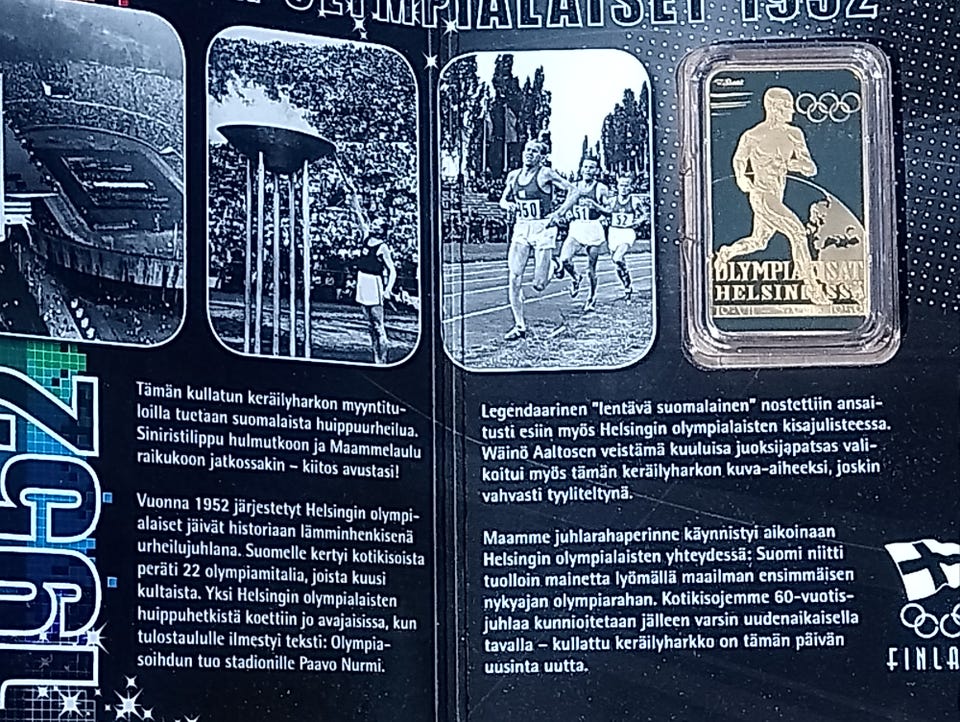 OLYMPIALAISET 1952
50
51
52
OLYMPIALAISAT
HELSINGISSÄ
1952
Tämän kullatun keräilyharkon myyntitu-
loilla tuetaan suomalaista huippuurheilua.
Siniristilippu hulmutkoon ja Maammelaulu
raikukoon jatkossakin – kiitos avustasi!
Vuonna 1952 järjestetyt Helsingin olympi-
alaiset jäivät historiaan lämminhenkisenä
urheilujuhlana. Suomelle kertyi kotikisoista
peräti 22 olympiamitalia, joista kuusi
kultaista. Yksi Helsingin olympialaisten
huippuhetkistä koettiin jo avajaisissa, kun
tulostaululle ilmestyi teksti: Olympia-
soihdun tuo stadionille Paavo Nurmi.
Legendaarinen "lentävä suomalainen" nostettiin ansai-
tusti esiin myös Helsingin olympialaisten kisajulisteessa.
Wäinö Aaltosen veistämä kuuluisa juoksijapatsas vali-
koitui myös tämän keräilyharkon kuva-aiheeksi, joskin
vahvasti tyyliteltynä.
Maamme juhlarahaperinne käynnistyi aikoinaan
Helsingin olympialaisten yhteydessä: Suomi niitti
tuolloin mainetta lyömällä maailman ensimmäisen
nykyajan olympiarahan. Kotikisojemme 60-vuotis-
juhlaa kunnioitetaan jälleen varsin uudenaikaisella
tavalla – kullattu keräilyharkko on tämän päivän
uusinta uutta.
FINLA